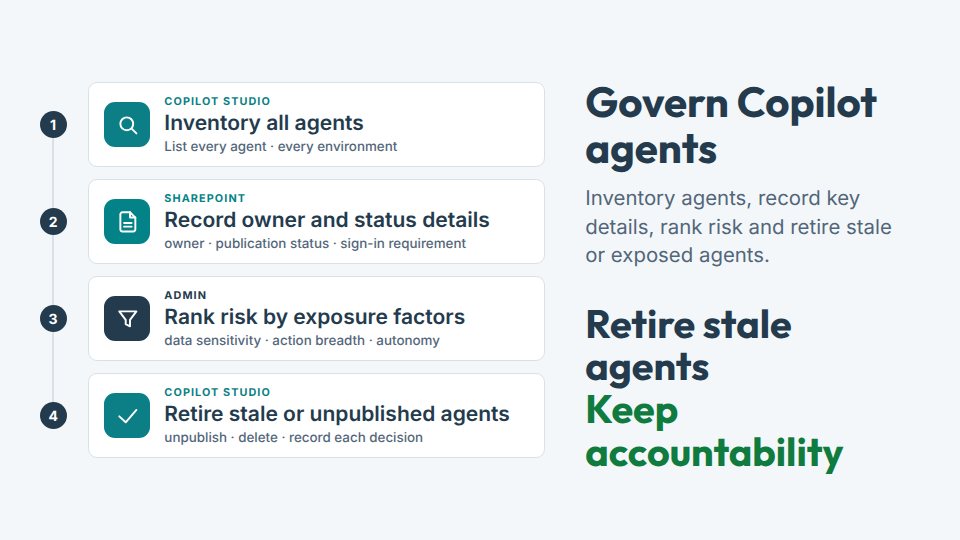 1
COPILOT STUDIO
Inventory all agents
List every agent · every environment
2
SHAREPOINT
Record owner and status details
owner · publication status · sign-in requirement
3
ADMIN
Rank risk by exposure factors
data sensitivity · action breadth · autonomy
4
COPILOT STUDIO
Retire stale or unpublished agents
unpublish · delete · record each decision
Govern Copilot
agents
Inventory agents, record key
details, rank risk and retire stale
or exposed agents.
Retire stale
agents
Keep
accountability